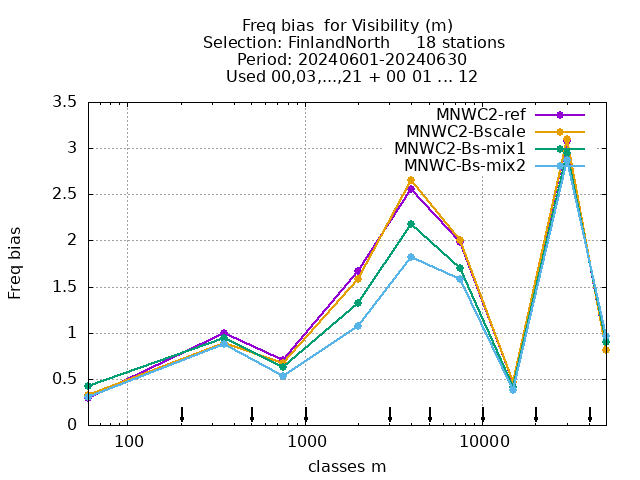 Freq bias  for Visibility (m)
Selection: FinlandNorth     18 stations
Period: 20240601-20240630
Used 00,03,...,21 + 00 01 ... 12
MNWC2-ref
MNWC2-Bscale
MNWC2-Bs-mix1
MNWC-Bs-mix2
Freq bias
3.5
3
2.5
2
1.5
1
0.5
0
100 1000 10000
classes m